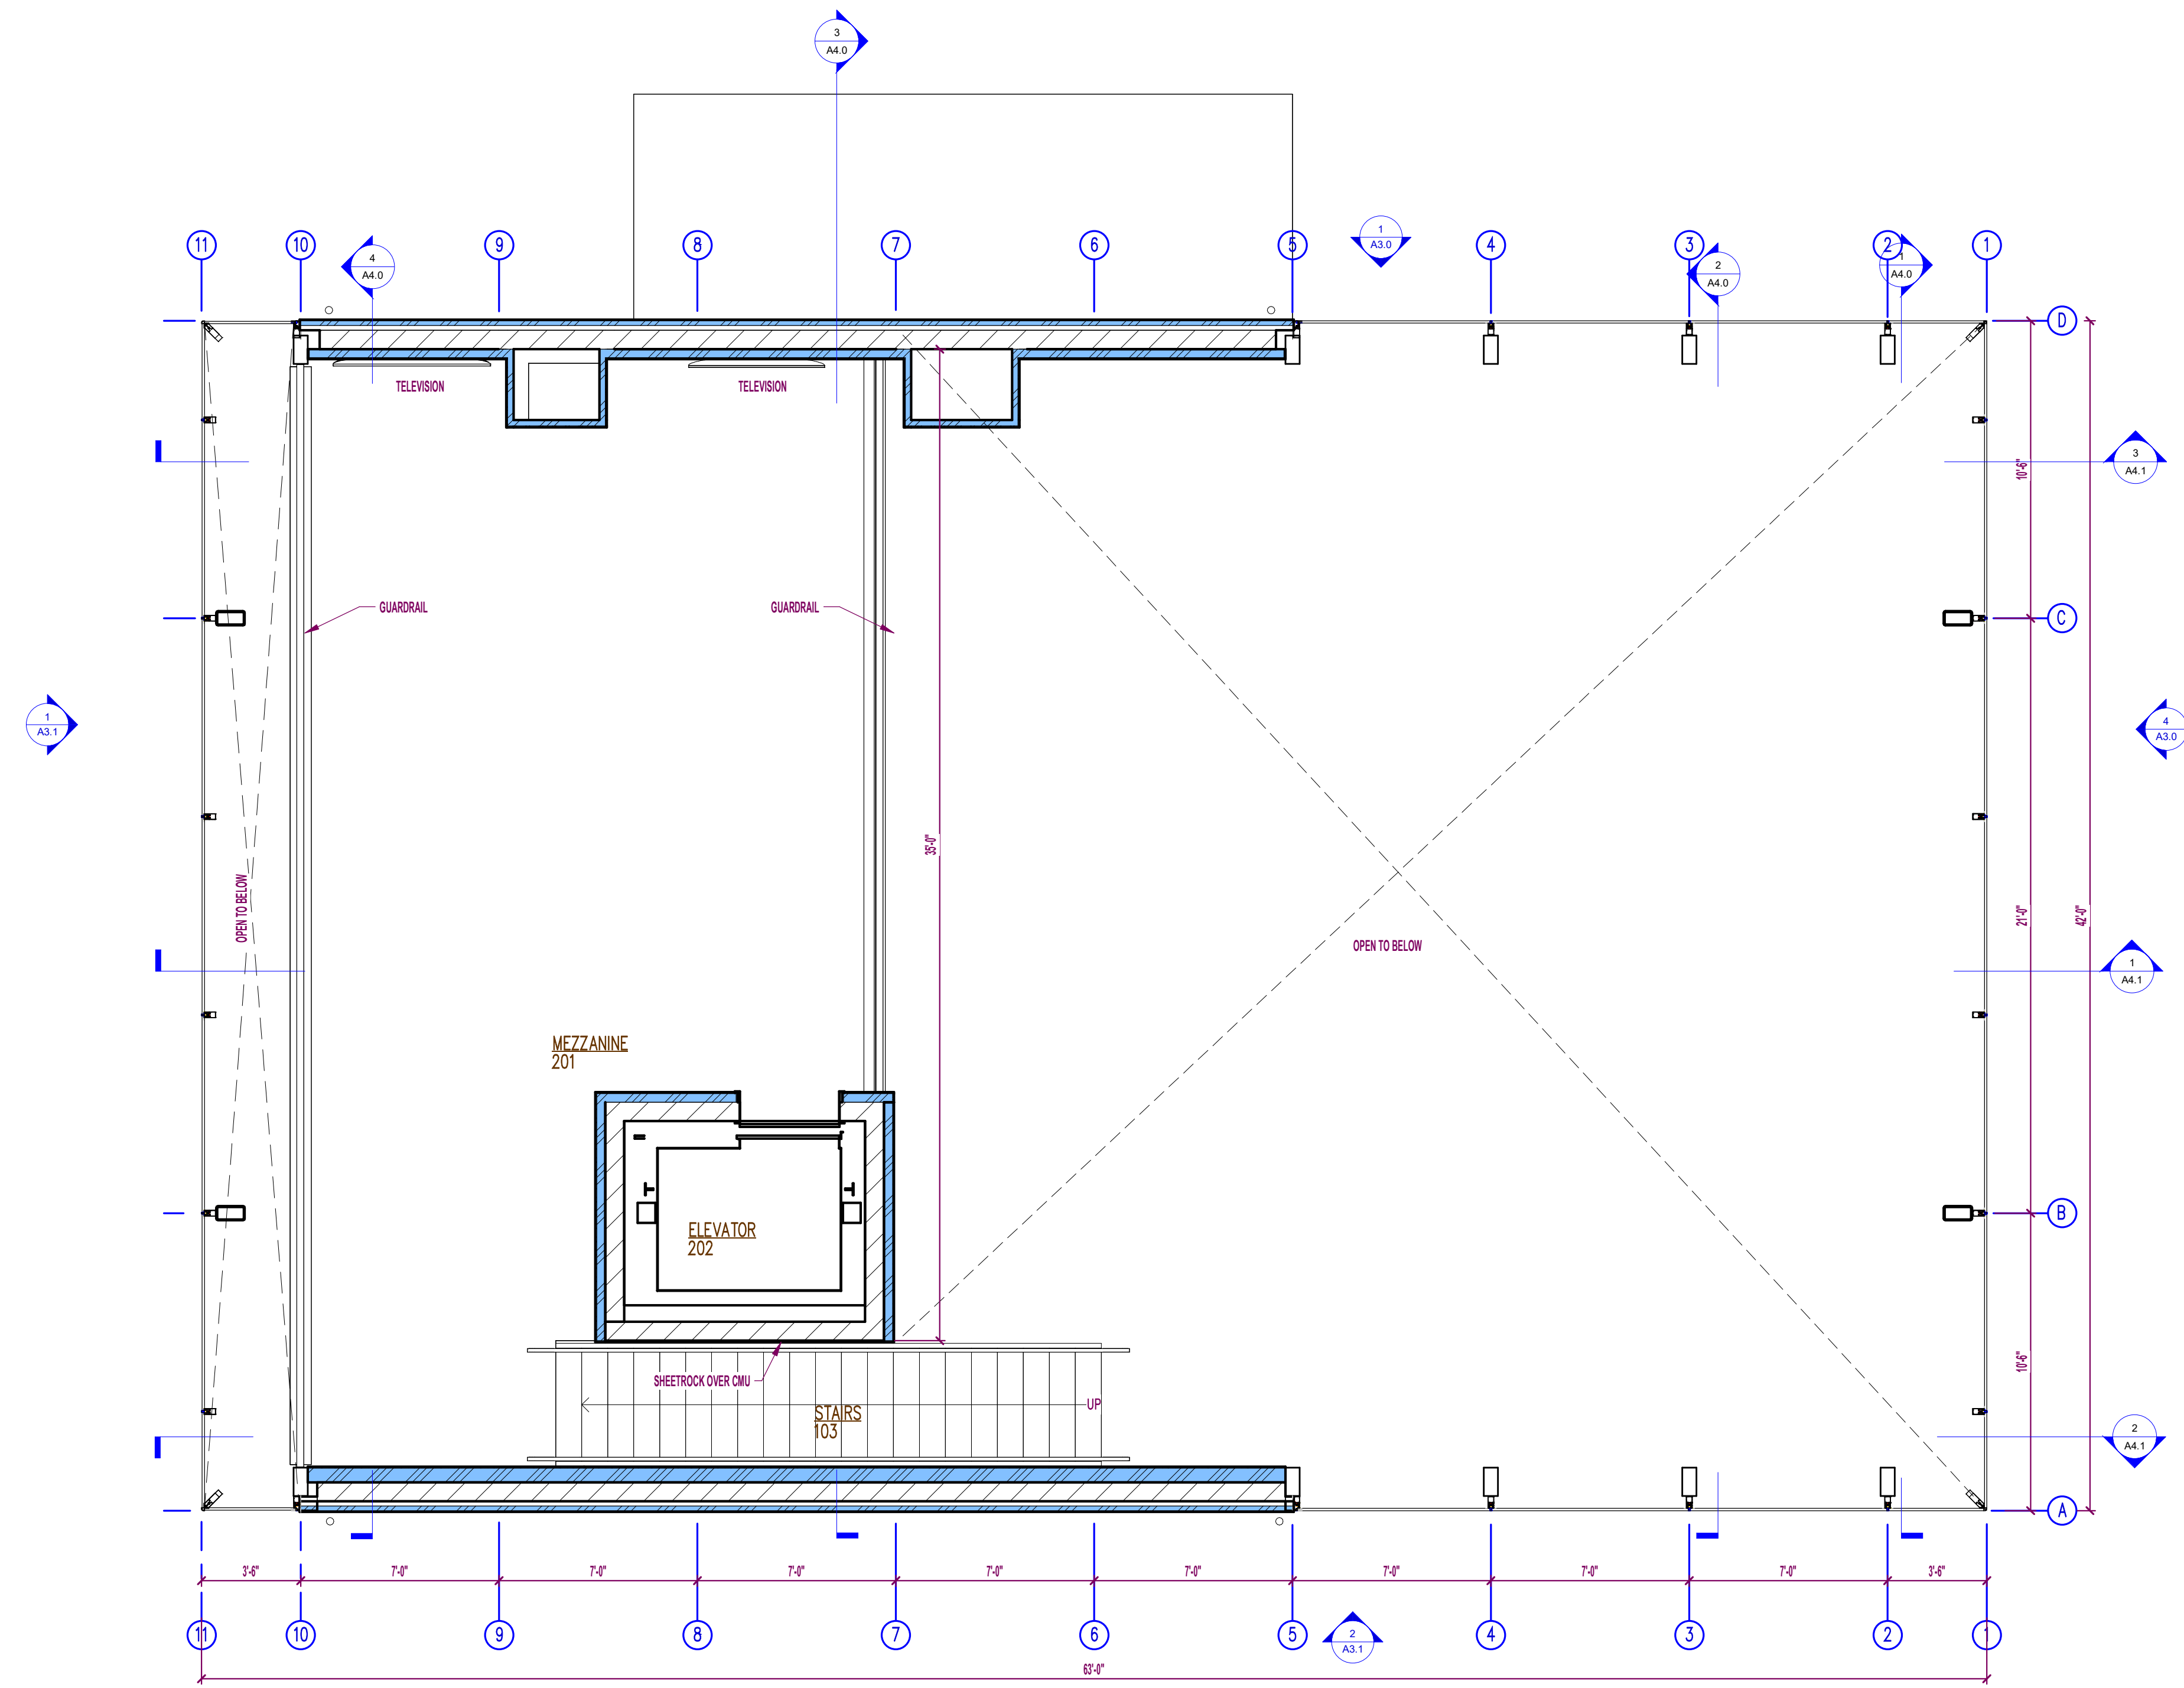 3
A4.0
11
10
9
8
7
6
5
4
3
2
1
4
A4.0
1
A3.0
2
A4.0
1
A4.0
D
TELEVISION
TELEVISION
10'-6"
3
A4.1
GUARDRAIL
GUARDRAIL
C
1
A3.1
4
A3.0
35'-0"
OPEN TO BELOW
OPEN TO BELOW
21'-0"
42'-0"
1
A4.1
MEZZANINE
201
ELEVATOR
202
B
SHEETROCK OVER CMU
UP
STAIRS
103
10'-6"
2
A4.1
A
3'-6"
7'-0"
7'-0"
7'-0"
7'-0"
7'-0"
7'-0"
7'-0"
7'-0"
3'-6"
11
10
9
8
7
6
5
2
A3.1
4
3
2
1
63'-0"